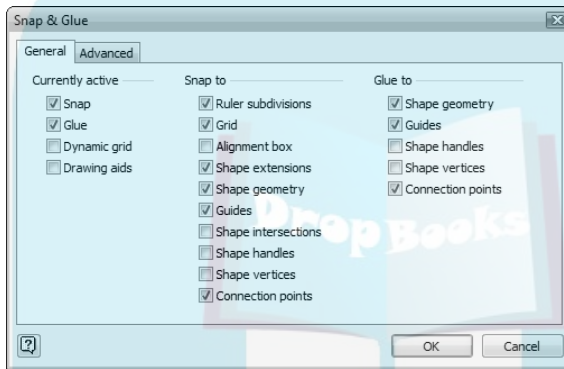 Snap & Glue
General Advanced
Currently active
Snap
Glue
Dynamic grid
Drawing aids
Snap to
Ruler subdivisions
Grid
Alignment box
Shape extensions
Shape geometry
Guides
Shape intersections
Shape handles
Shape vertices
Connection points
Glue to
Shape geometry
Guides
Shape handles
Shape vertices
Connection points
DropBooks
?
OK Cancel